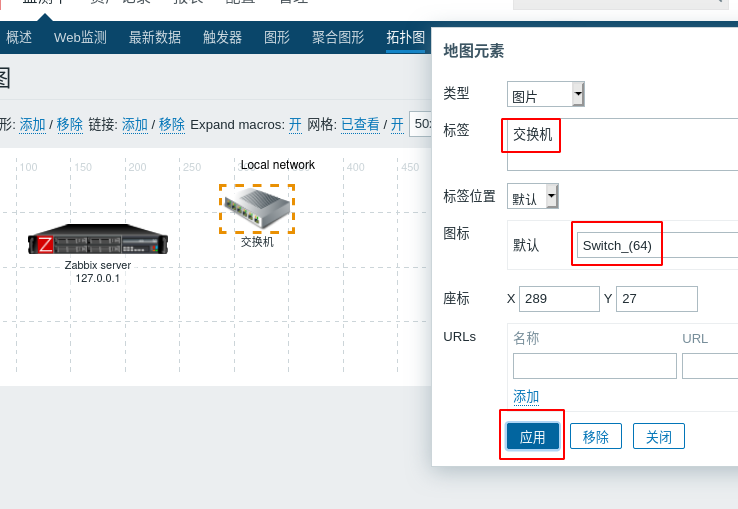 概述 Web监测 最新数据 触发器 图形 聚合图形 拓扑图
图
形: 添加 / 移除 链接: 添加 / 移除 Expand macros: 开 网格: 已查看 / 开 50
100 150 200 250 400 450
Local network
交换机
Z
Zabbix server
127.0.0.1
地图元素
类型 图片
标签 交换机
标签位置 默认
图标 默认 Switch_(64)
座标 X 289 Y 27
URLs 名称 URL
添加
应用 移除 关闭